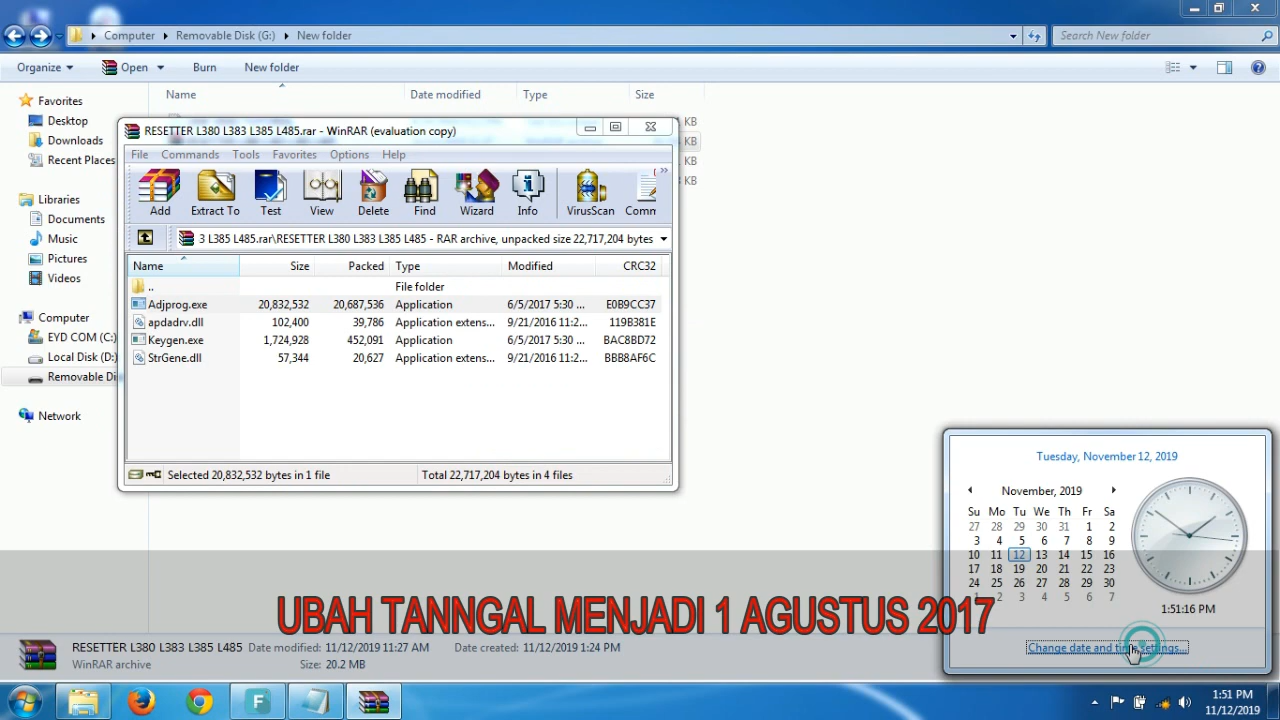 Computer
Removable Disk (G:)
New folder
Search New folder
Organize
Open
Burn
New folder
Name
Date modified
Type
Size
Favorites
Desktop
Downloads
Recent Places
Libraries
Documents
Music
Pictures
Videos
Computer
EYD COM (C:)
Local Disk (D:)
Removable Di
Network
KB
KB
KB
KB
RESETTER L380 L383 L385 L485.rar - WinRAR (evaluation copy)
File Commands Tools Favorites Options Help
Add Extract To Test View Delete Find Wizard Info VirusScan Comm
3 L385 L485.rar\RESETTER L380 L383 L385 L485 - RAR archive, unpacked size 22,717,204 bytes
Name Size Packed Type Modified CRC32
.. File folder
Adjprog.exe 20,832,532 20,687,536 Application 6/5/2017 5:30 ... E0B9CC37
apdadrv.dll 102,400 39,786 Application extens... 9/21/2016 11:2... 119B381E
Keygen.exe 1,724,928 452,091 Application 6/5/2017 5:30 ... BAC8BD72
StrGene.dll 57,344 20,627 Application extens... 9/21/2016 11:2... BBB8AF6C
Selected 20,832,532 bytes in 1 file
Total 22,717,204 bytes in 4 files
Tuesday, November 12, 2019
November, 2019
Su Mo Tu We Th Fr Sa
27 28 29 30 31 1 2
3 4 5 6 7 8 9
10 11 12 13 14 15 16
17 18 19 20 21 22 23
24 25 26 27 28 29 30
1 2 3 4 5 6 7
1:51:16 PM
Change date and time settings...
UBAH TANNGAL MENJADI 1 AGUSTUS 2017
RESETTER L380 L383 L385 L485 Date modified: 11/12/2019 11:27 AM Date created: 11/12/2019 1:24 PM
WinRAR archive Size: 20.2 MB
F
1:51 PM
11/12/2019